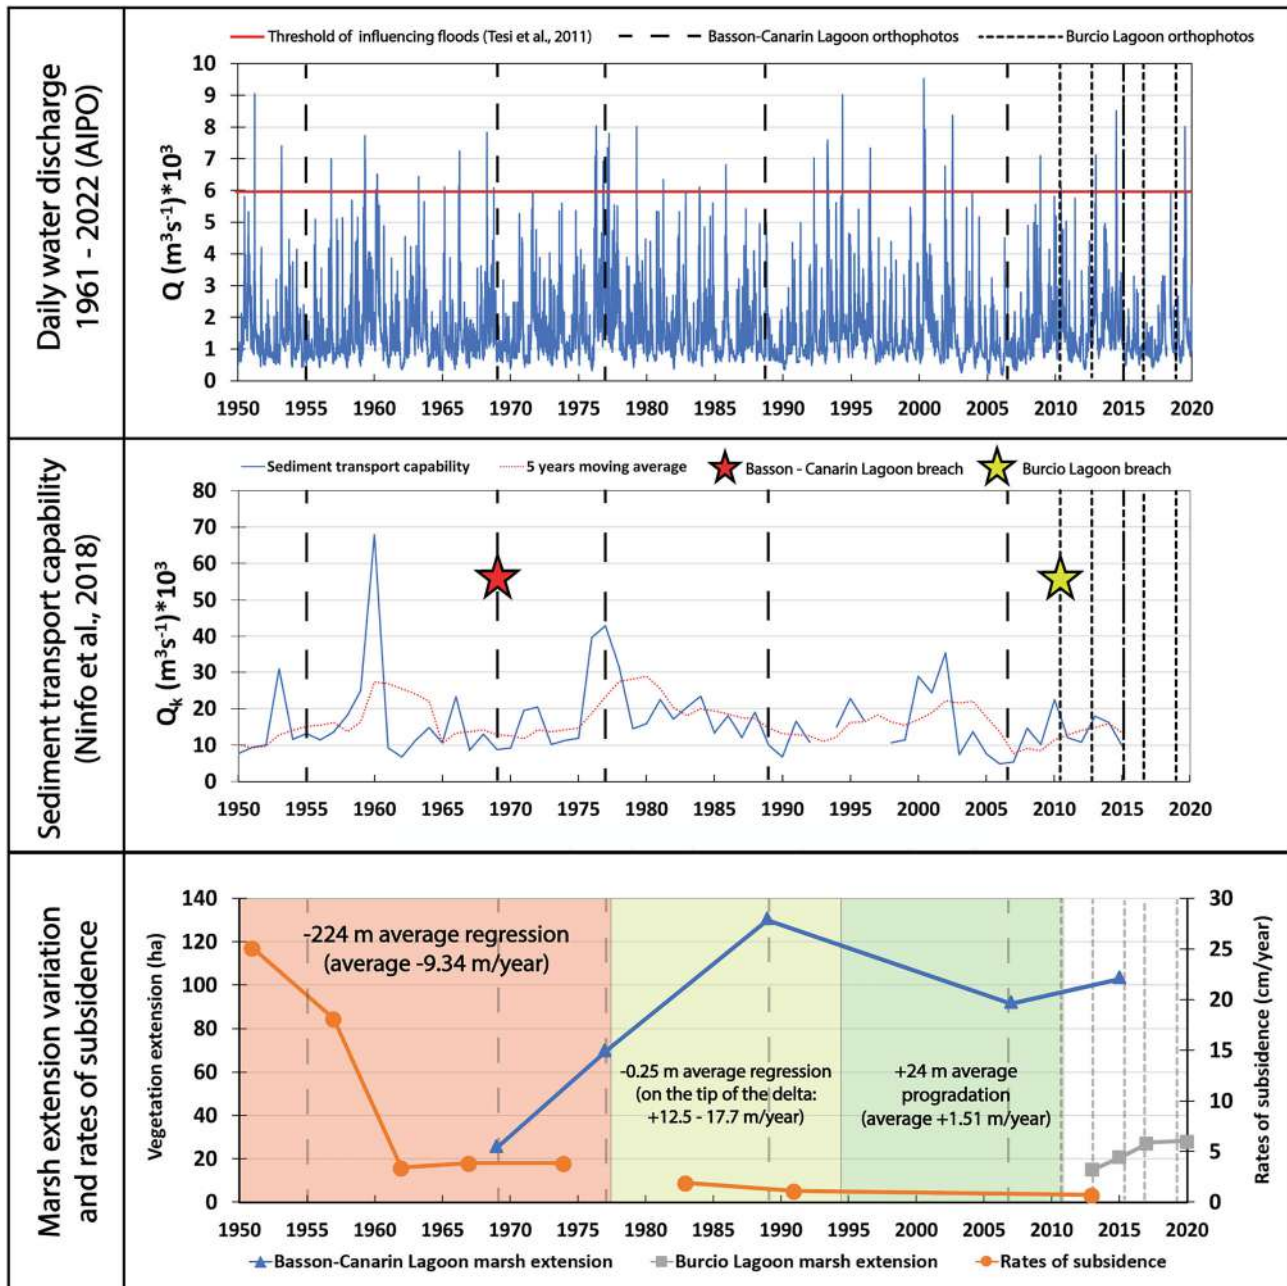 Daily water discharge
1961 - 2022 (AIPO)
Threshold of influencing floods (Tesi et al., 2011)
Basson-Canarin Lagoon orthophotos
Burcio Lagoon orthophotos
Q (m³s⁻¹)*10³
10
9
8
7
6
5
4
3
2
1
0
1950 1955 1960 1965 1970 1975 1980 1985 1990 1995 2000 2005 2010 2015 2020
Sediment transport capability
(Ninfo et al., 2018)
Sediment transport capability
5 years moving average
Basson - Canarin Lagoon breach
Burcio Lagoon breach
Qk (m³s⁻¹)*10³
80
70
60
50
40
30
20
10
0
1950 1955 1960 1965 1970 1975 1980 1985 1990 1995 2000 2005 2010 2015 2020
Marsh extension variation
and rates of subsidence
Vegetation extension (ha)
140
120
100
80
60
40
20
0
-224 m average regression
(average -9.34 m/year)
-0.25 m average regression
(on the tip of the delta:
+12.5 - 17.7 m/year)
+24 m average
progradation
(average +1.51 m/year)
30
25
20
15
10
5
0
Rates of subsidence (cm/year)
1950 1955 1960 1965 1970 1975 1980 1985 1990 1995 2000 2005 2010 2015 2020
Basson-Canarin Lagoon marsh extension
Burcio Lagoon marsh extension
Rates of subsidence